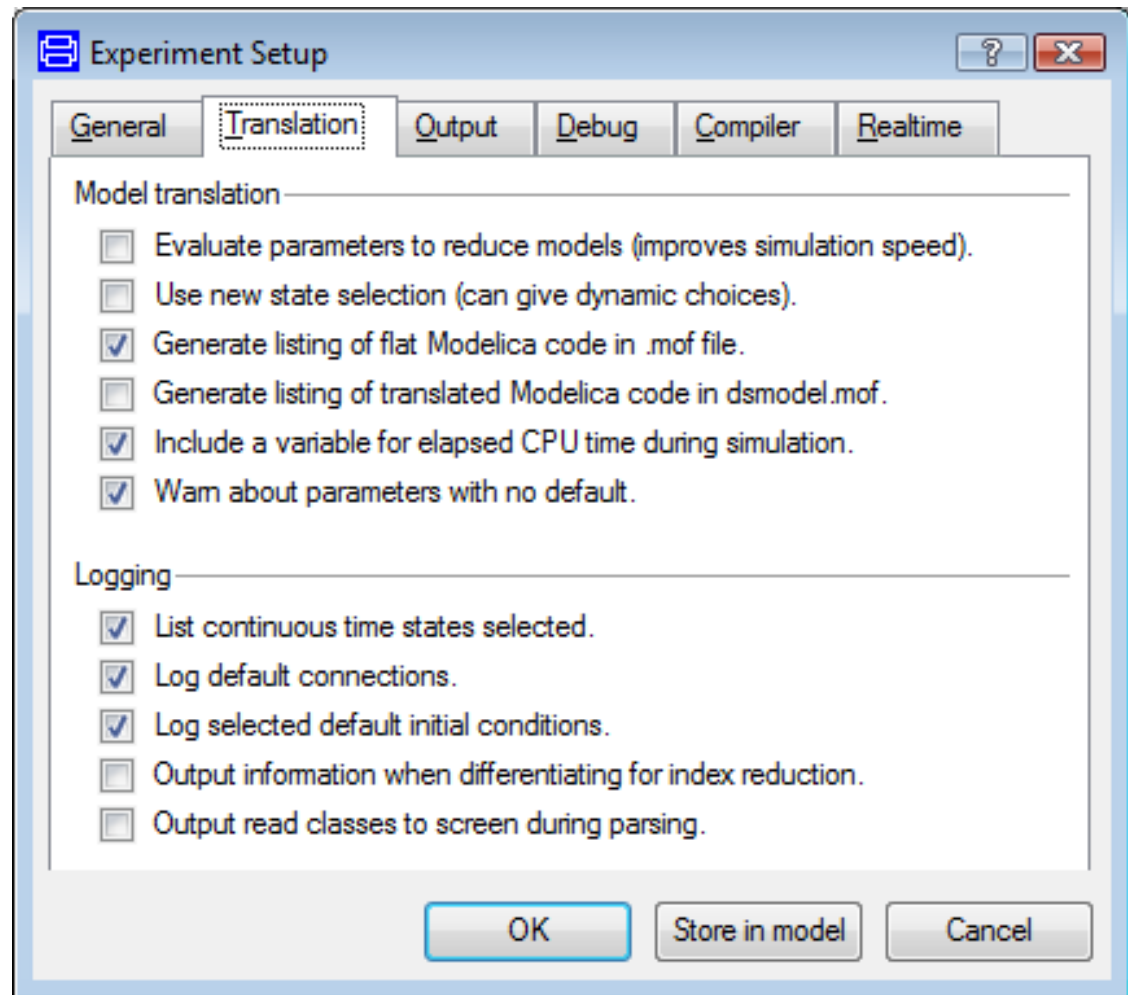 Experiment Setup
General Translation Output Debug Compiler Realtime
Model translation
Evaluate parameters to reduce models (improves simulation speed).
Use new state selection (can give dynamic choices).
Generate listing of flat Modelica code in .mof file.
Generate listing of translated Modelica code in dsmodel.mof.
Include a variable for elapsed CPU time during simulation.
Warn about parameters with no default.
Logging
List continuous time states selected.
Log default connections.
Log selected default initial conditions.
Output information when differentiating for index reduction.
Output read classes to screen during parsing.
OK Store in model Cancel